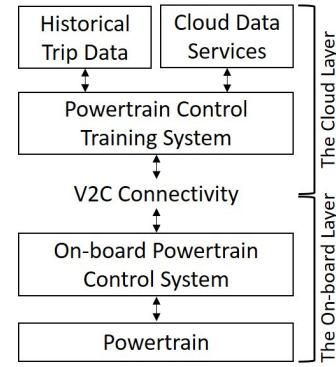 Historical
Trip Data
Cloud Data
Services
Powertrain Control
Training System
V2C Connectivity
On-board Powertrain
Control System
Powertrain
The Cloud Layer
The On-board Layer